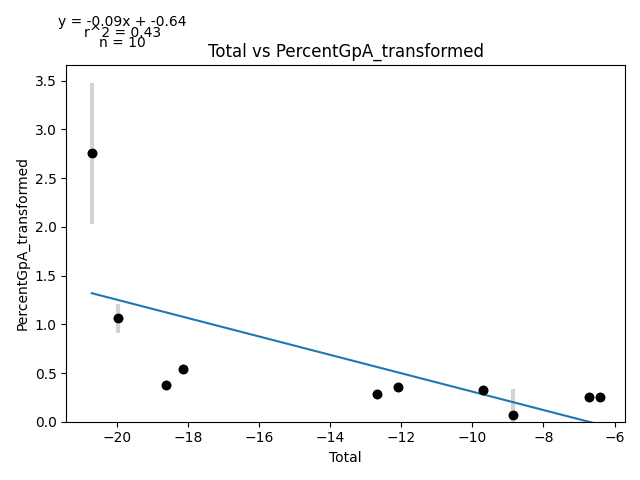 y = -0.09x + -0.64
r^2 = 0.43
n = 10
Total vs PercentGpA_transformed
3.5
3.0
2.5
2.0
1.5
1.0
0.5
0.0
PercentGpA_transformed
−20
−18
−16
−14
−12
−10
−8
−6
Total